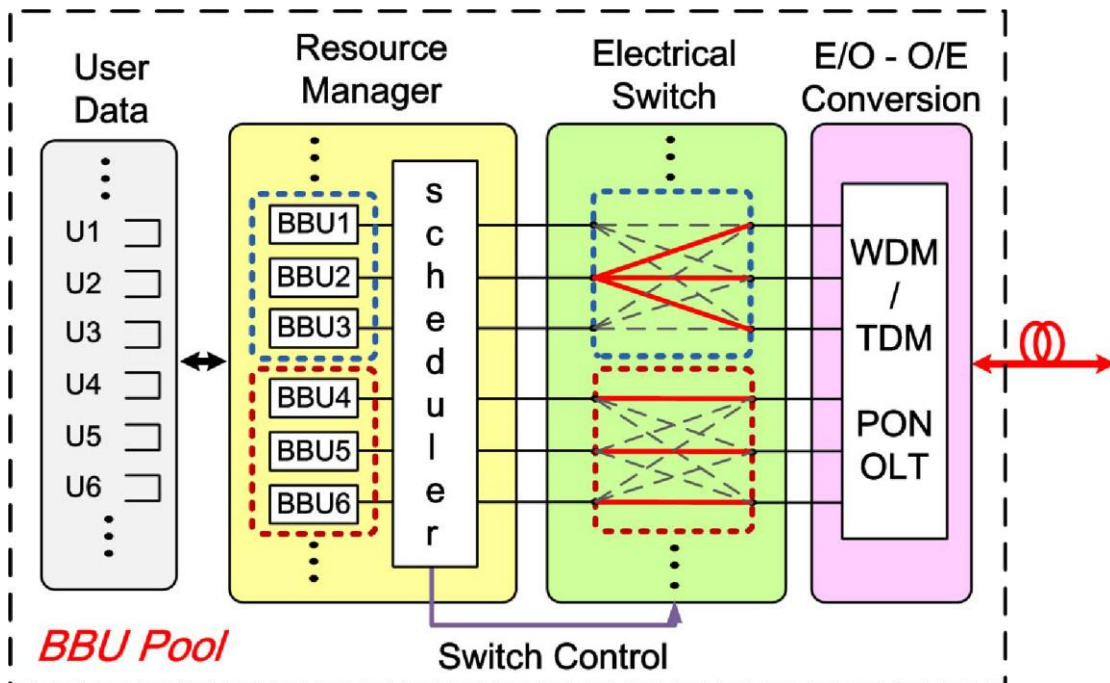 User
Data
Resource
Manager
Electrical
Switch
E/O - O/E
Conversion
U1
U2
U3
U4
U5
U6
BBU1
BBU2
BBU3
BBU4
BBU5
BBU6
scheduler
WDM
/
TDM
PON
OLT
BBU Pool
Switch Control